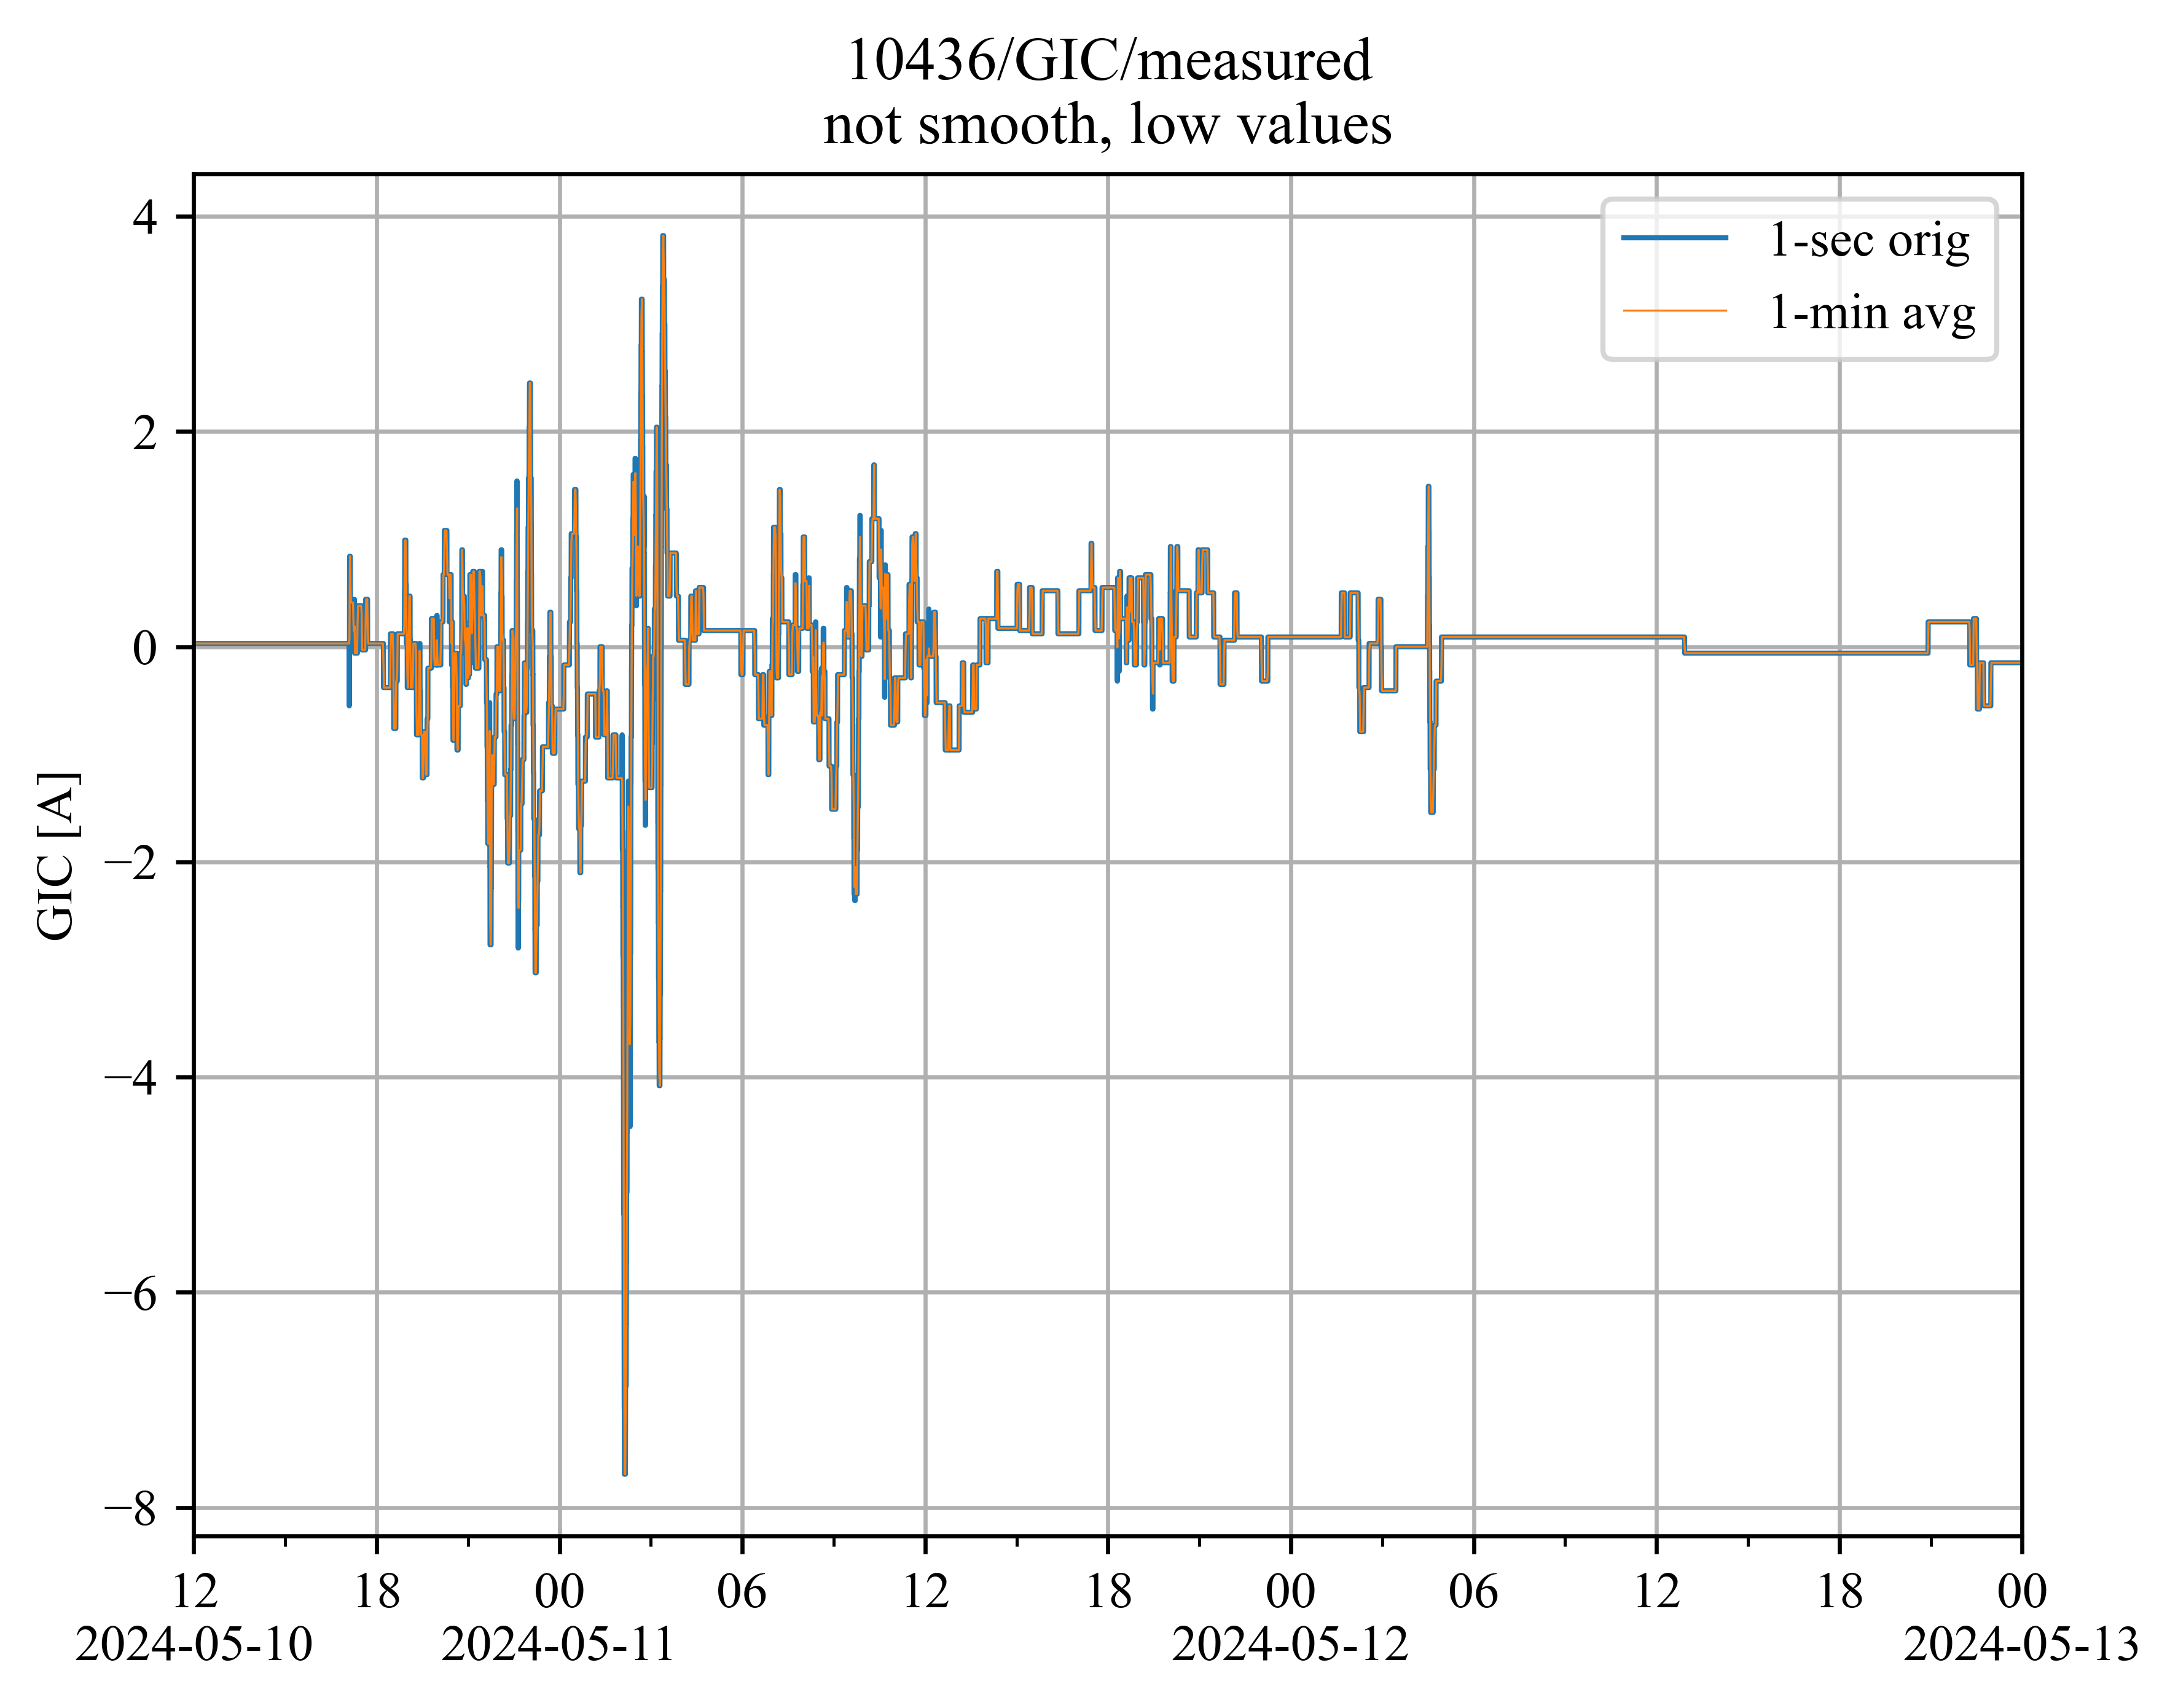 10436/GIC/measured
not smooth, low values
1-sec orig
1-min avg
GIC [A]
4
2
0
−2
−4
−6
−8
12 18 00 06 12 18 00 06 12 18 00
2024-05-10 2024-05-11 2024-05-12 2024-05-13